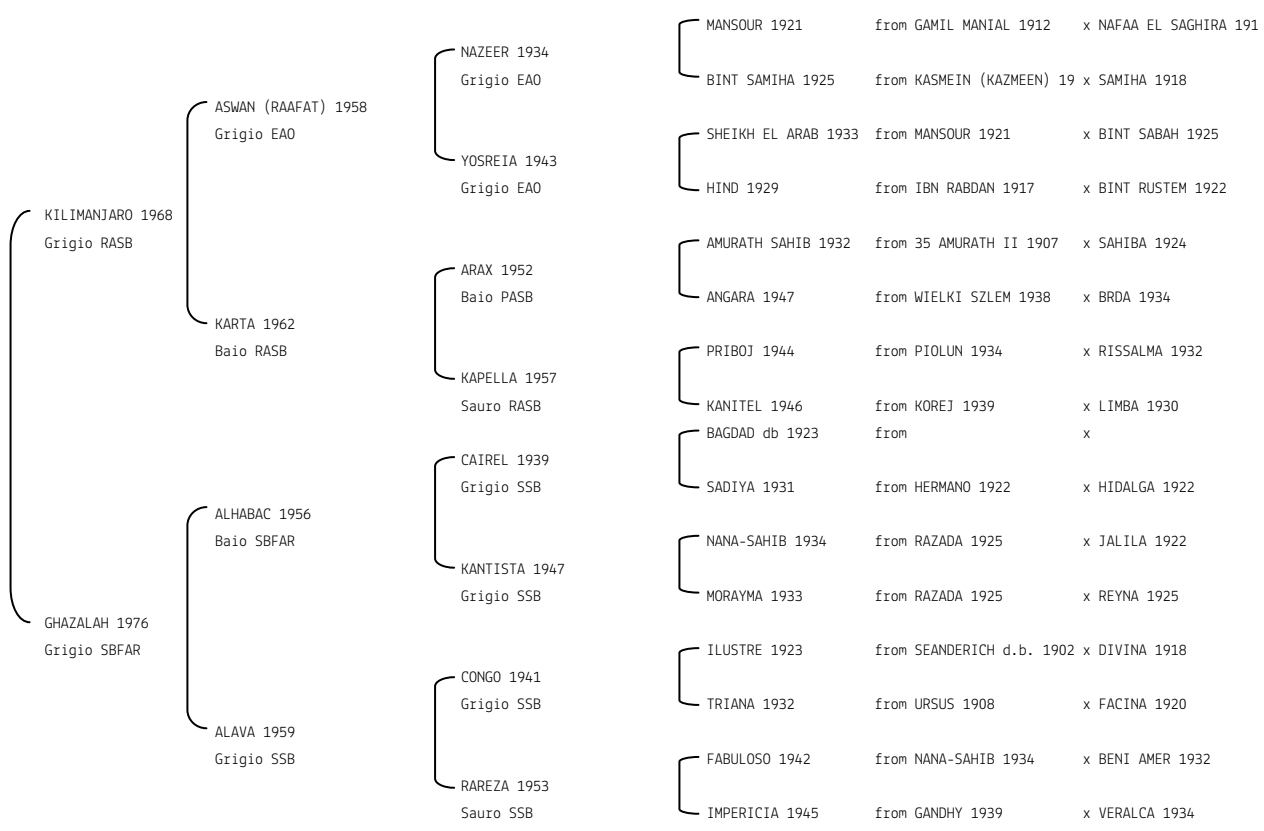 MANSOUR 1921 from GAMIL MANIAL 1912 x NAFAA EL SAGHIRA 191
NAZEER 1934
Grigio EAO BINT SAMIHA 1925 from KASMEIN (KAZMEEN) 19 x SAMIHA 1918
ASWAN (RAAFAT) 1958
Grigio EAO SHEIKH EL ARAB 1933 from MANSOUR 1921 x BINT SABAH 1925
YOSREIA 1943
Grigio EAO HIND 1929 from IBN RABDAN 1917 x BINT RUSTEM 1922
KILIMANJARO 1968
Grigio RASB AMURATH SAHIB 1932 from 35 AMURATH II 1907 x SAHIBA 1924
ARAX 1952
Baio PASB ANGARA 1947 from WIELKI SZLEM 1938 x BRDA 1934
KARTA 1962
Baio RASB PRIBOJ 1944 from PIOLUN 1934 x RISSALMA 1932
KAPELLA 1957
Sauro RASB KANITEL 1946 from KOREJ 1939 x LIMBA 1930
BAGDAD db 1923 from x
CAIREL 1939
Grigio SSB SADIYA 1931 from HERMANO 1922 x HIDALGA 1922
ALHABAC 1956
Baio SBFAR NANA-SAHIB 1934 from RAZADA 1925 x JALILA 1922
KANTISTA 1947
Grigio SSB MORAYMA 1933 from RAZADA 1925 x REYNA 1925
GHAZALAH 1976
Grigio SBFAR ILUSTRE 1923 from SEANDERICH d.b. 1902 x DIVINA 1918
CONGO 1941
Grigio SSB TRIANA 1932 from URSUS 1908 x FACINA 1920
ALAVA 1959
Grigio SSB FABULOSO 1942 from NANA-SAHIB 1934 x BENI AMER 1932
RAREZA 1953
Sauro SSB IMPERICIA 1945 from GANDHY 1939 x VERALCA 1934